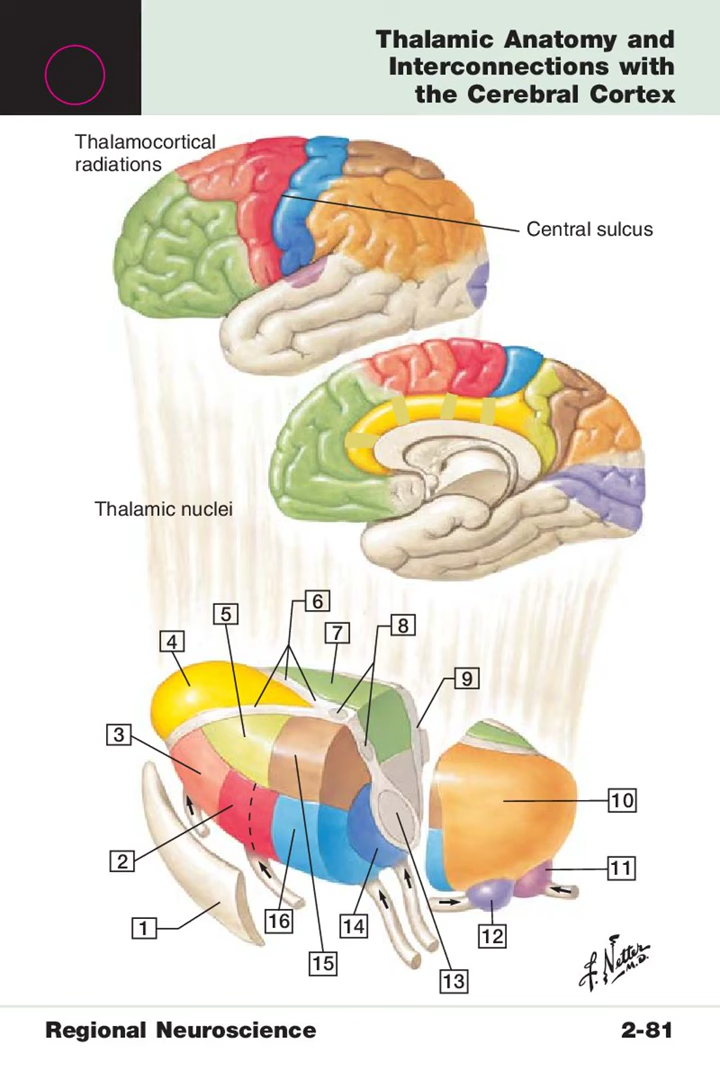 Thalamic Anatomy and
Interconnections with
the Cerebral Cortex
Thalamocortical
radiations
Central sulcus
Thalamic nuclei
6
5
7
8
4
9
3
10
2
11
1
16
14
12
15
13
F. Netter
M.D.
Regional Neuroscience
2-81